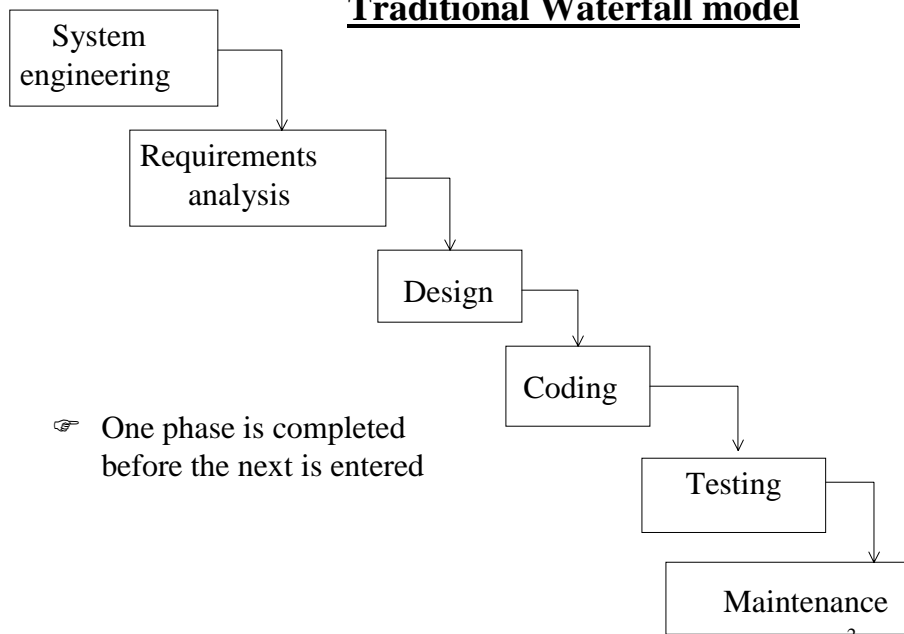 Traditional Waterfall model
System
engineering
Requirements
analysis
Design
Coding
☞ One phase is completed
before the next is entered
Testing
Maintenance